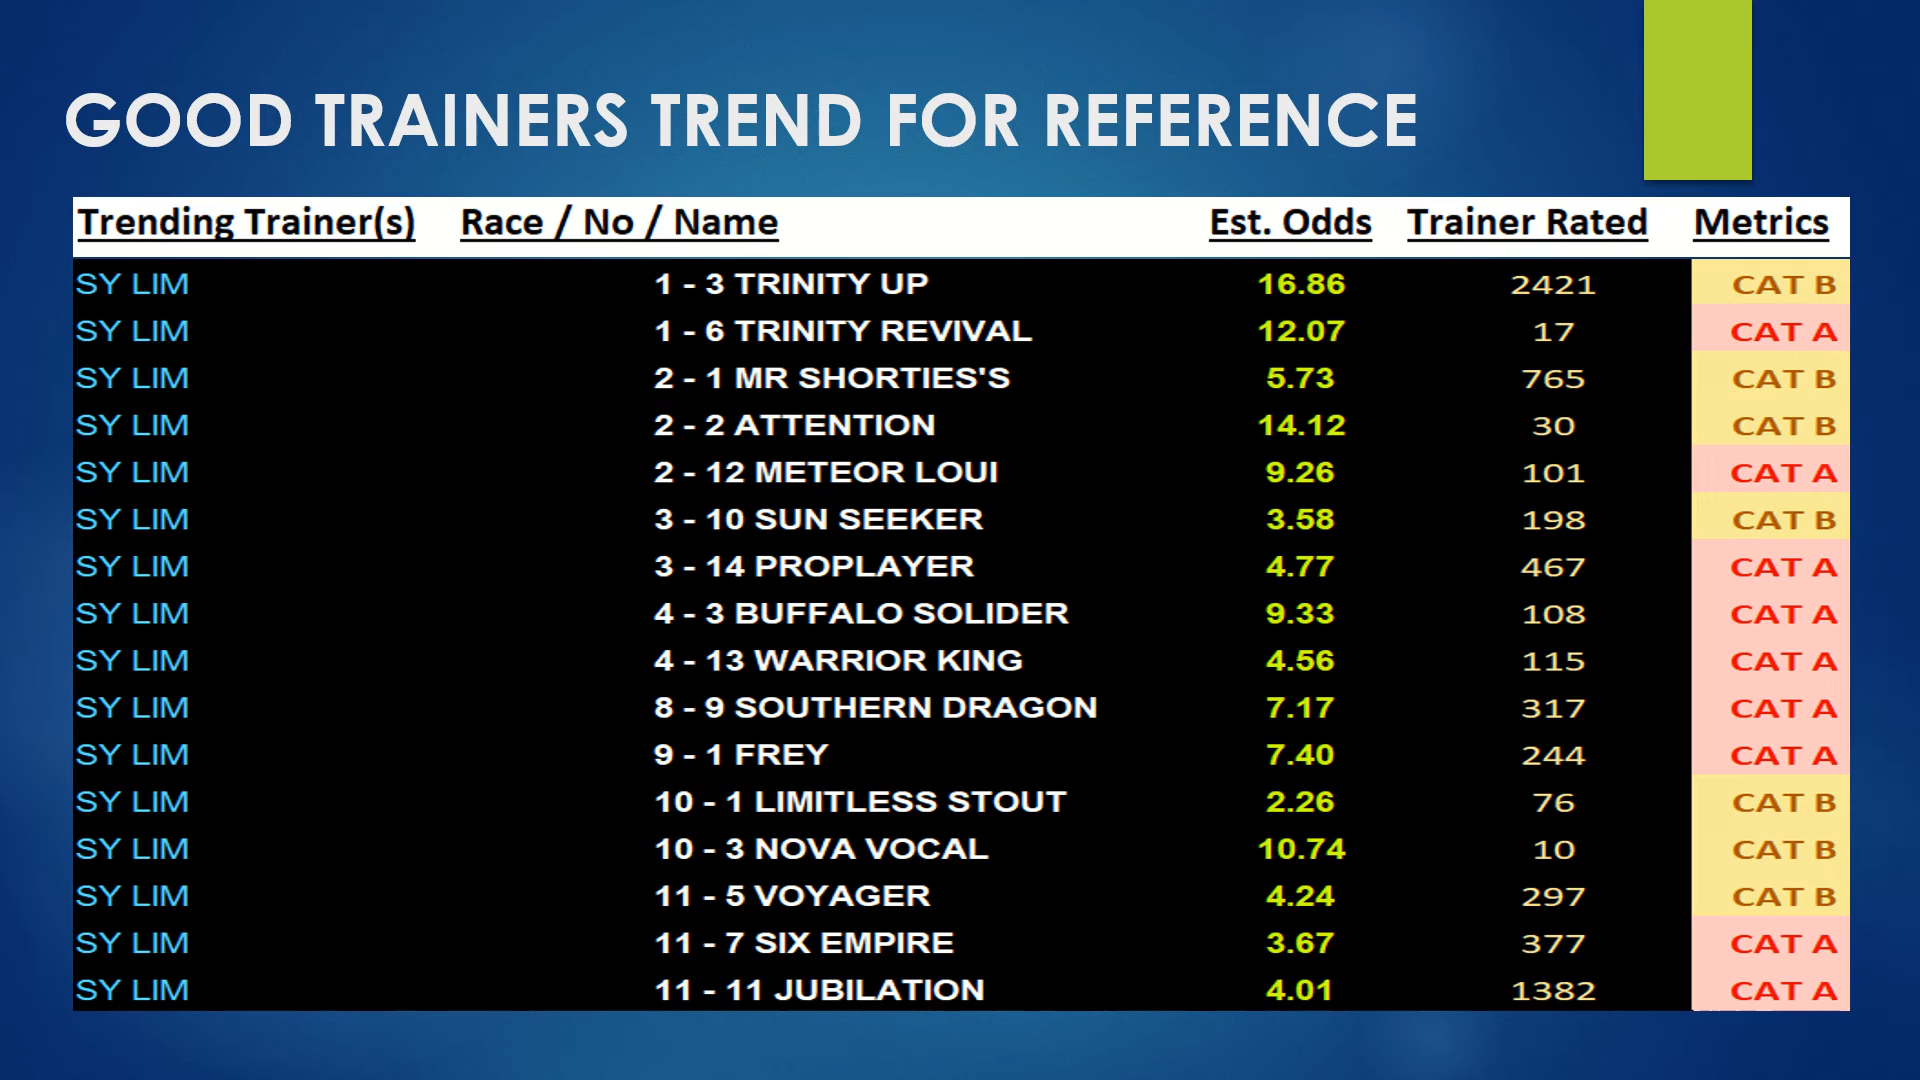 GOOD TRAINERS TREND FOR REFERENCE
Trending Trainer(s) Race / No / Name Est. Odds Trainer Rated Metrics
SY LIM 1 - 3 TRINITY UP 16.86 2421 CAT B
SY LIM 1 - 6 TRINITY REVIVAL 12.07 17 CAT A
SY LIM 2 - 1 MR SHORTIES'S 5.73 765 CAT B
SY LIM 2 - 2 ATTENTION 14.12 30 CAT B
SY LIM 2 - 12 METEOR LOUI 9.26 101 CAT A
SY LIM 3 - 10 SUN SEEKER 3.58 198 CAT B
SY LIM 3 - 14 PROPLAYER 4.77 467 CAT A
SY LIM 4 - 3 BUFFALO SOLIDER 9.33 108 CAT A
SY LIM 4 - 13 WARRIOR KING 4.56 115 CAT A
SY LIM 8 - 9 SOUTHERN DRAGON 7.17 317 CAT A
SY LIM 9 - 1 FREY 7.40 244 CAT A
SY LIM 10 - 1 LIMITLESS STOUT 2.26 76 CAT B
SY LIM 10 - 3 NOVA VOCAL 10.74 10 CAT B
SY LIM 11 - 5 VOYAGER 4.24 297 CAT B
SY LIM 11 - 7 SIX EMPIRE 3.67 377 CAT A
SY LIM 11 - 11 JUBILATION 4.01 1382 CAT A